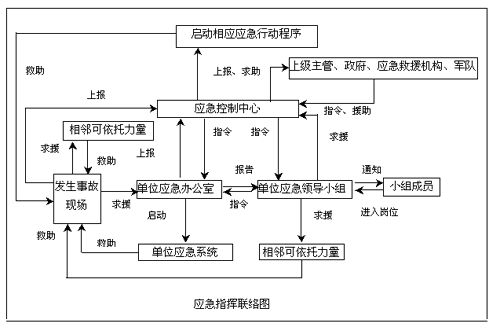 启动相应应急行动程序
救助
上报、求助
上级主管、政府、应急救援机构、军队
上报
应急控制中心
指令、援助
相邻可依托力量
指令
指令
求援
求援
救助
上报
报告
通知
发生事故
现场
单位应急办公室
单位应急领导小组
小组成员
求援
指令
进入岗位
救助
救助
启动
求援
单位应急系统
相邻可依托力量
应急指挥联络图